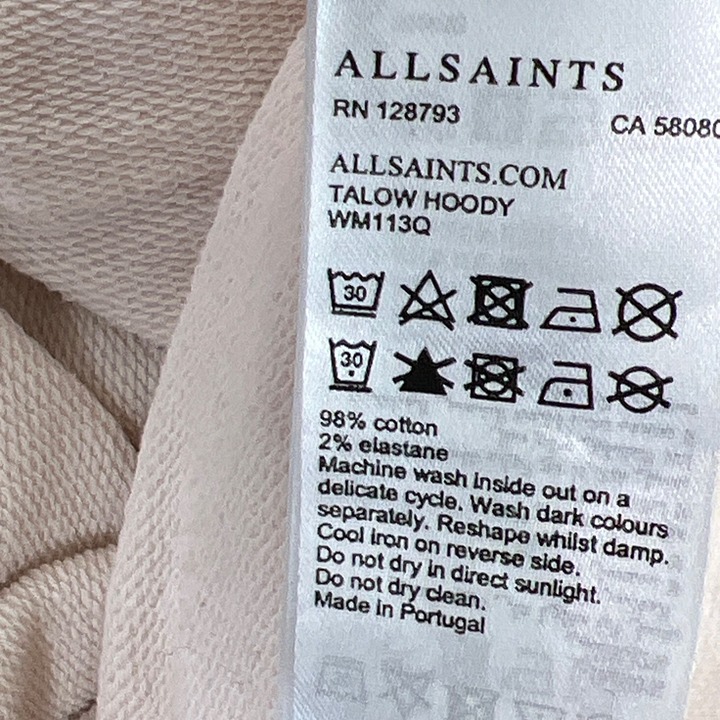 ALLSAINTS
RN 128793 CA 58080
ALLSAINTS.COM
TALOW HOODY
WM113Q
30
30
98% cotton
2% elastane
Machine wash inside out on a
delicate cycle. Wash dark colours
separately. Reshape whilst damp.
Cool iron on reverse side.
Do not dry in direct sunlight.
Do not dry clean.
Made in Portugal